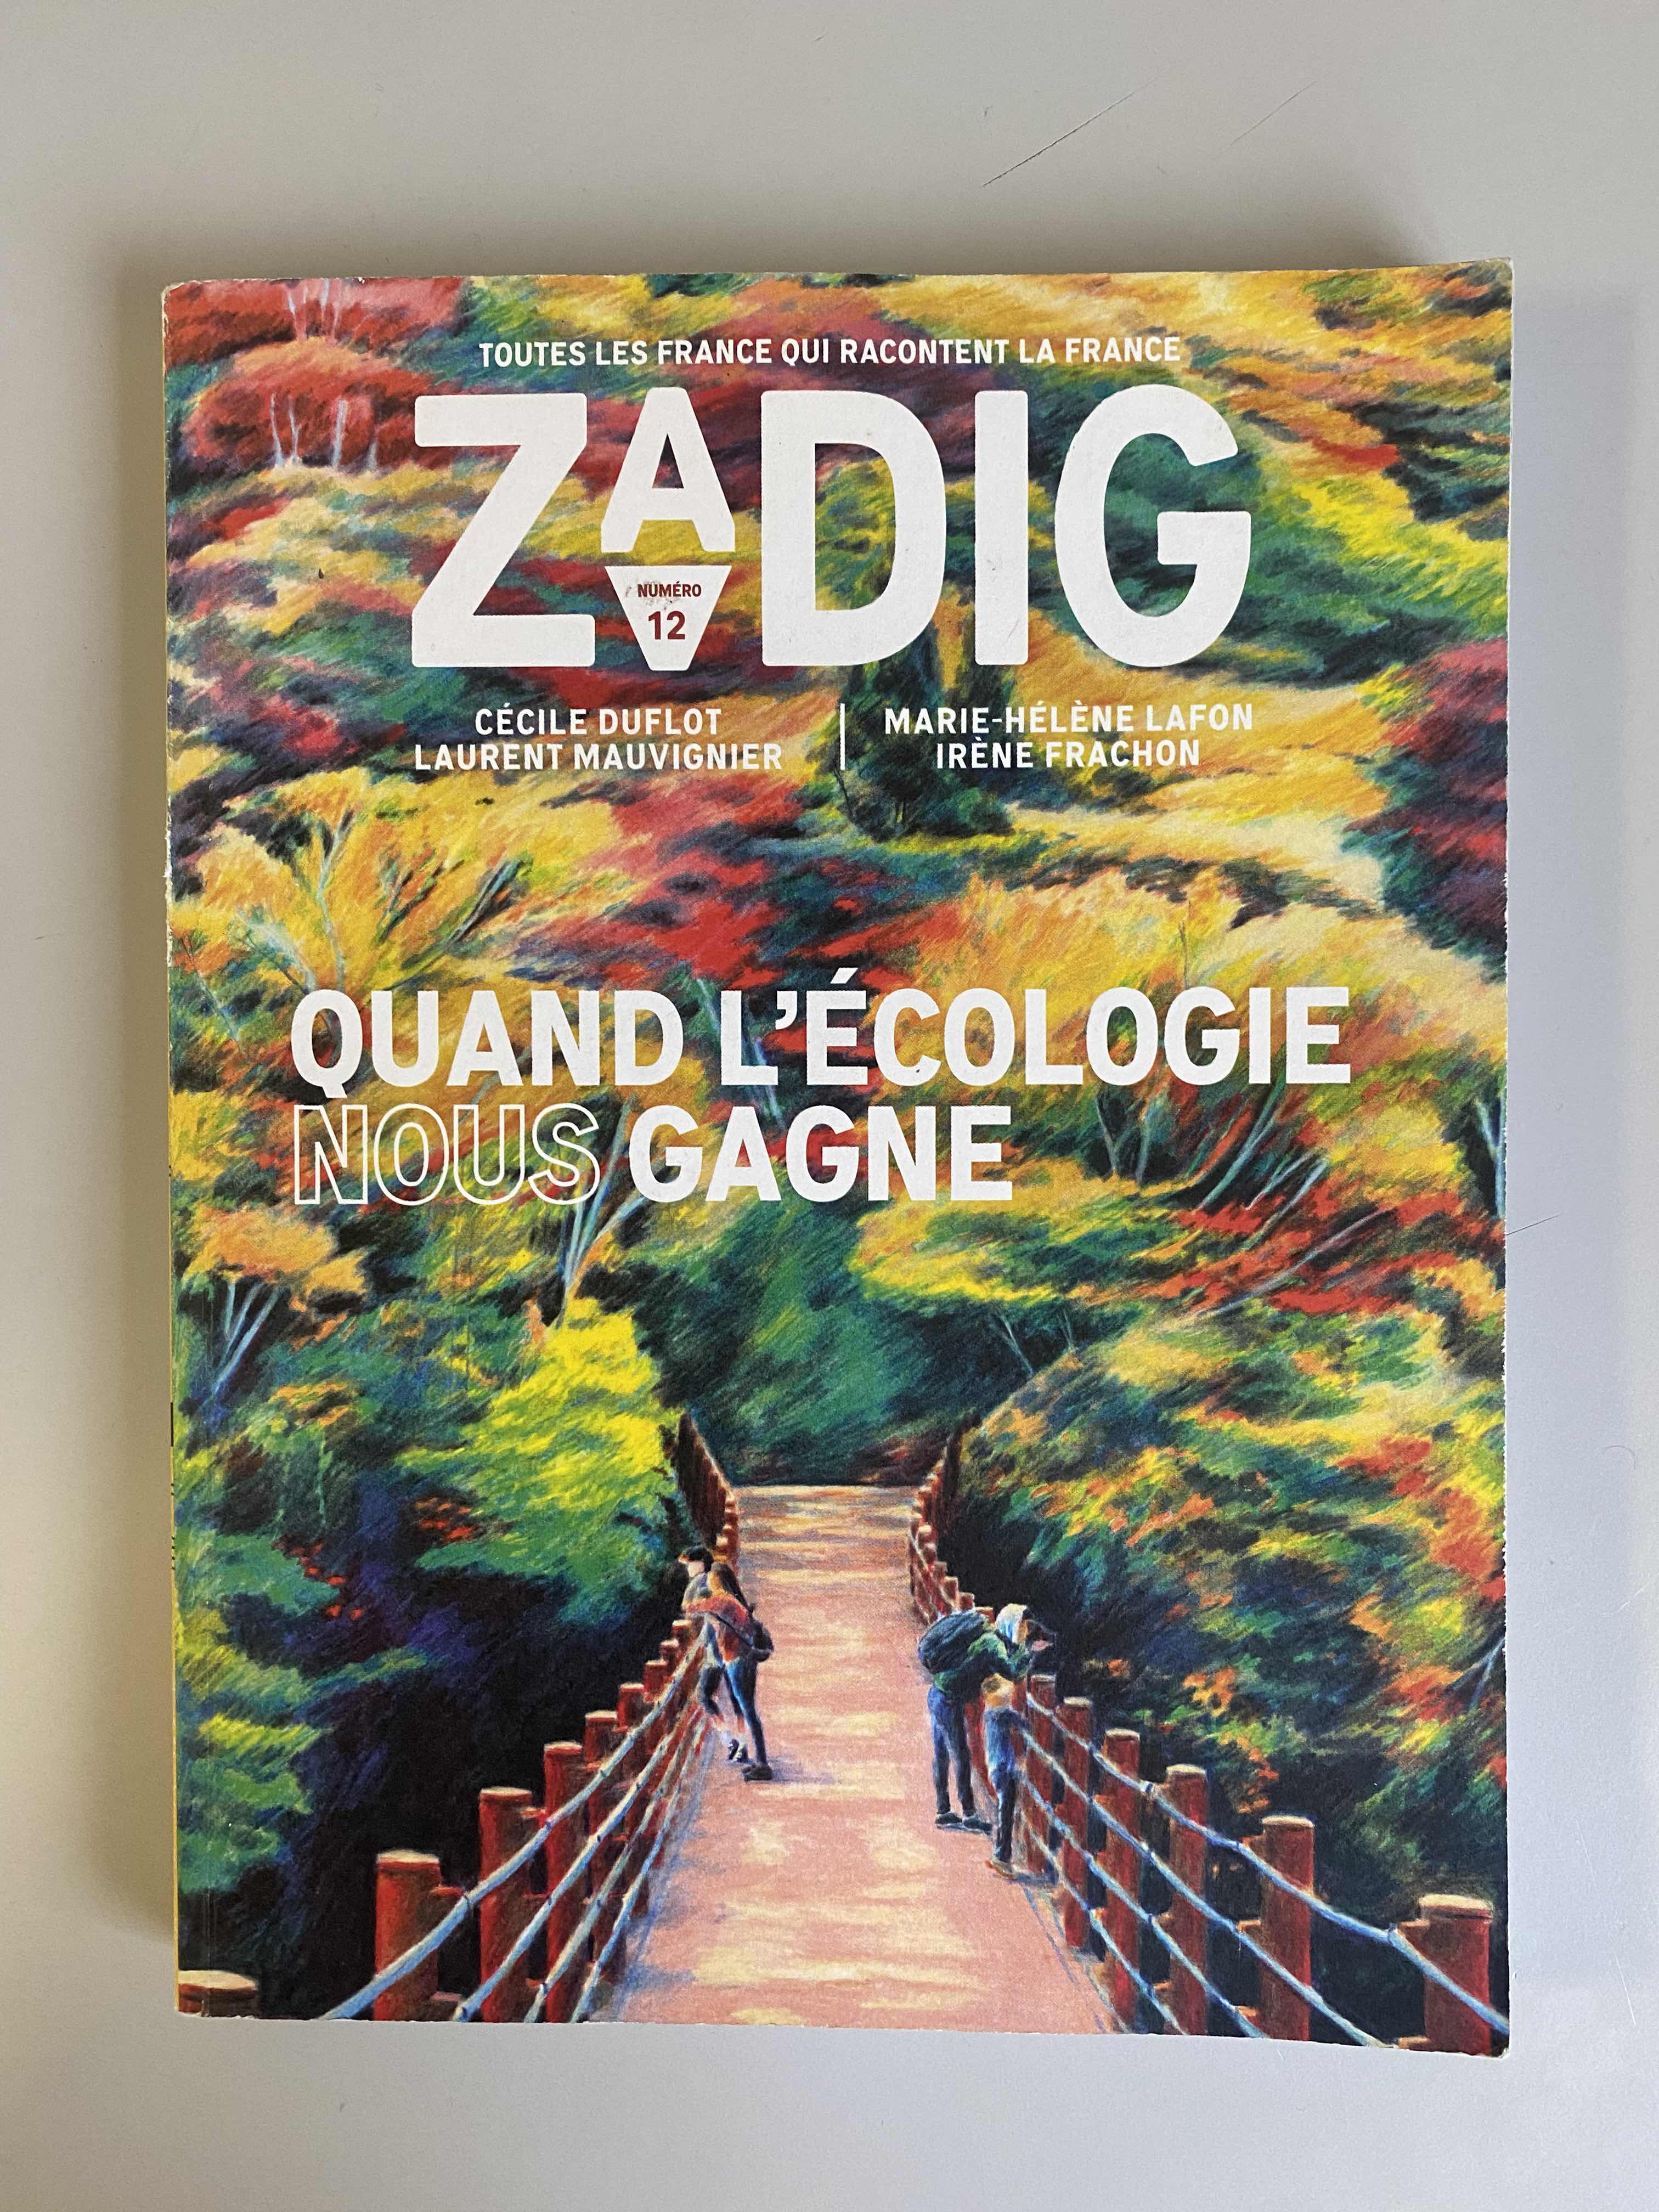 TOUTES LES FRANCE QUI RACONTENT LA FRANCE
ZADIG
NUMÉRO
12
CÉCILE DUFLOT
LAURENT MAUVIGNIER
MARIE-HÉLÈNE LAFON
IRÈNE FRACHON
QUAND L'ÉCOLOGIE
NOUS GAGNE